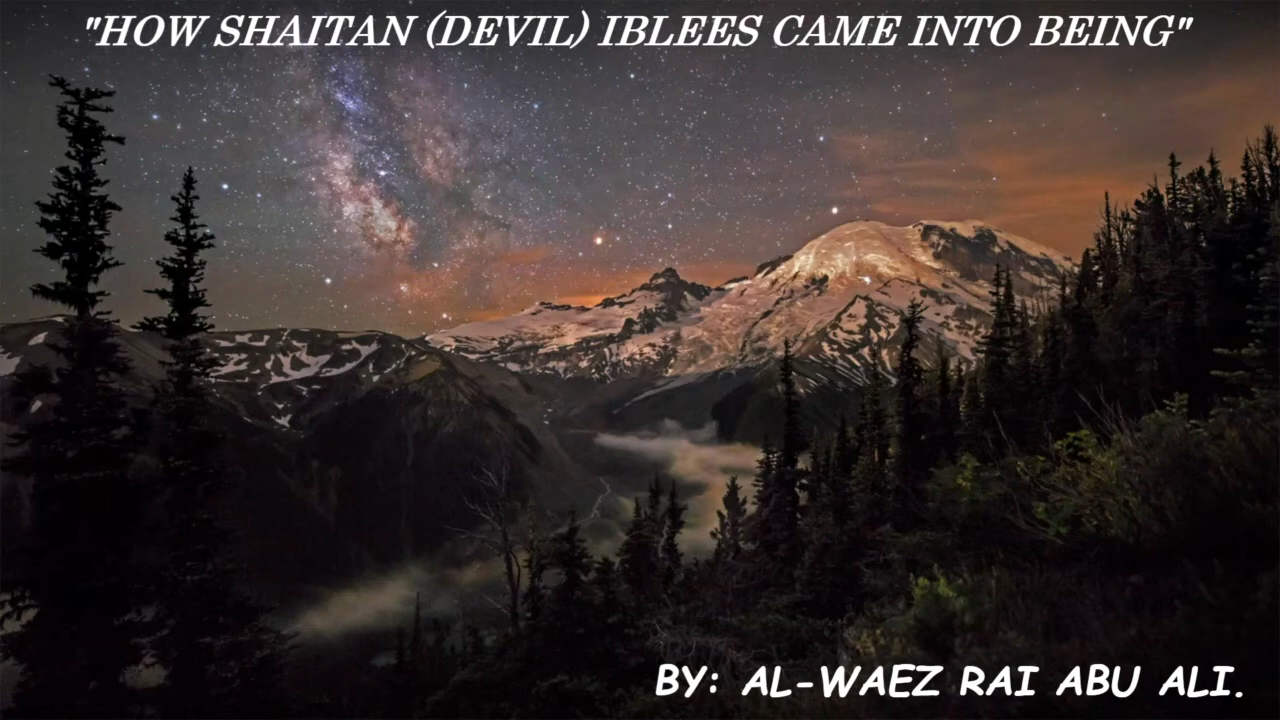 "HOW SHAITAN (DEVIL) IBLEES CAME INTO BEING"
BY: AL-WAEZ RAI ABU ALI.